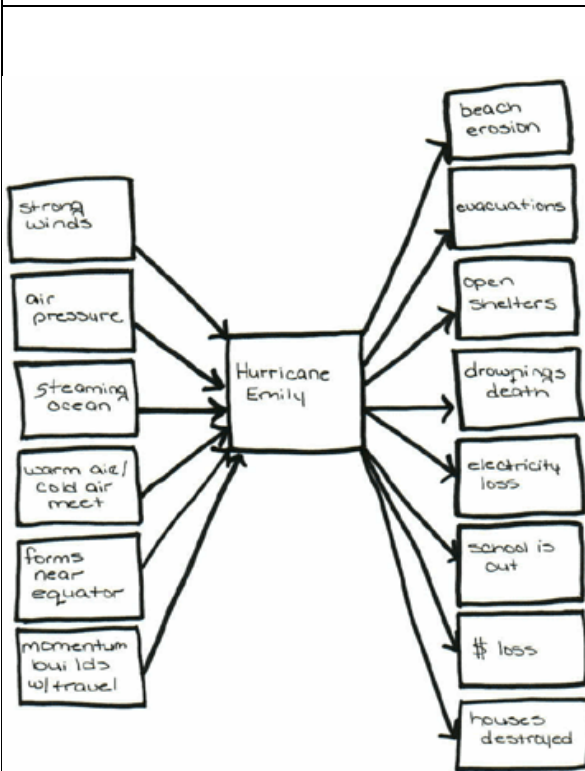 strong
winds
air
pressure
steaming
ocean
warm air/
cold air
meet
forms
near
equator
momentum
builds
w/travel
Hurricane
Emily
beach
erosion
evacuations
open
shelters
drownings
death
electricity
loss
school is
out
$ loss
houses
destroyed